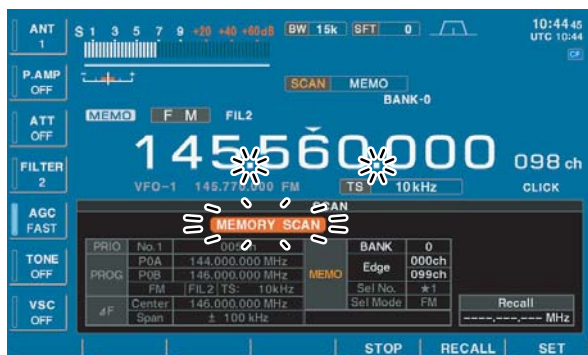 ANT
1
S 1 3 5 7 9 +20 +40 +60dB
BW 15k SFT 0
10:44 45
UTC 10:44
CP
P.AMP
OFF
SCAN MEMO
BANK-0
ATT
OFF
MEMO F M FIL2
145.560.000 098 ch
FILTER
2
VFO-1 145.770.000 FM TS 10kHz CLICK
AGC
FAST
SCAN
MEMORY SCAN
TONE
OFF
PRIO No.1 005ch
PROG P0A 144.000.000 MHz
P0B 146.000.000 MHz
FM FIL2 TS: 10kHz
⊿F Center 146.000.000 MHz
Span ± 100 kHz
MEMO BANK 0
Edge 000ch
099ch
Sel No. ★1
Sel Mode FM
Recall
----.---.--- MHz
VSC
OFF
STOP RECALL SET